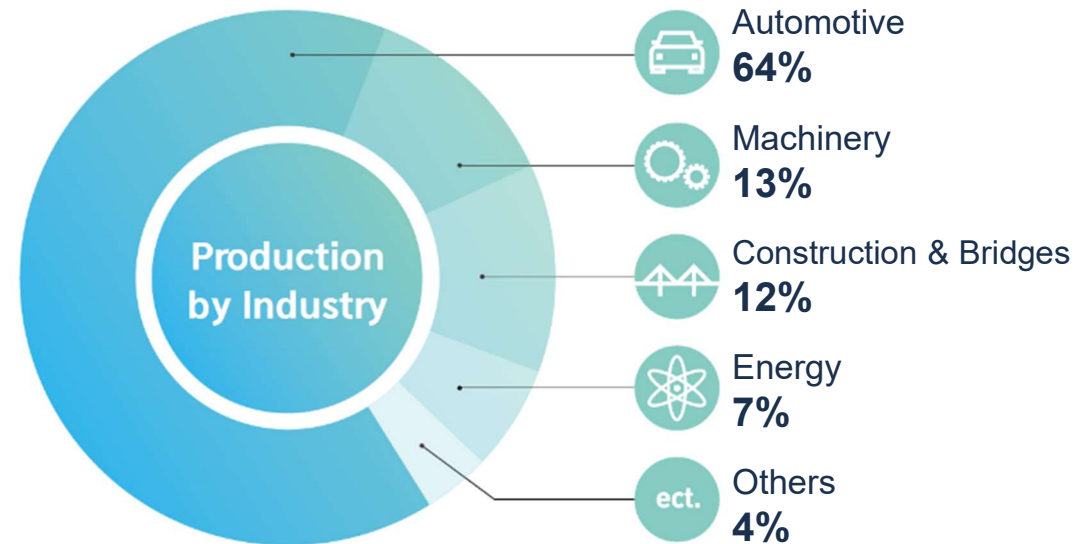 Production
by Industry
Automotive
64%
Machinery
13%
Construction & Bridges
12%
Energy
7%
ect.
Others
4%